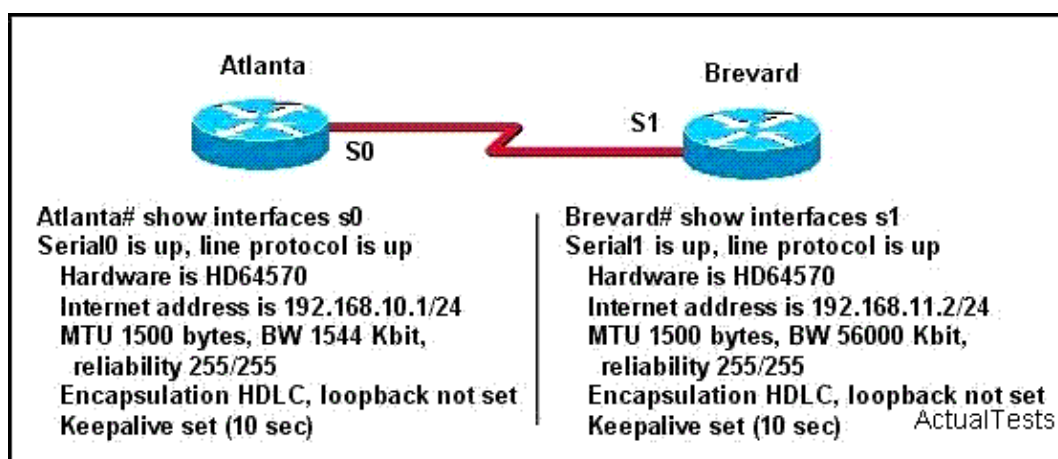 Atlanta
Brevard
S0
S1
Atlanta# show interfaces s0
Serial0 is up, line protocol is up
Hardware is HD64570
Internet address is 192.168.10.1/24
MTU 1500 bytes, BW 1544 Kbit,
reliability 255/255
Encapsulation HDLC, loopback not set
Keepalive set (10 sec)
Brevard# show interfaces s1
Serial1 is up, line protocol is up
Hardware is HD64570
Internet address is 192.168.11.2/24
MTU 1500 bytes, BW 56000 Kbit,
reliability 255/255
Encapsulation HDLC, loopback not set
Keepalive set (10 sec)
ActualTests